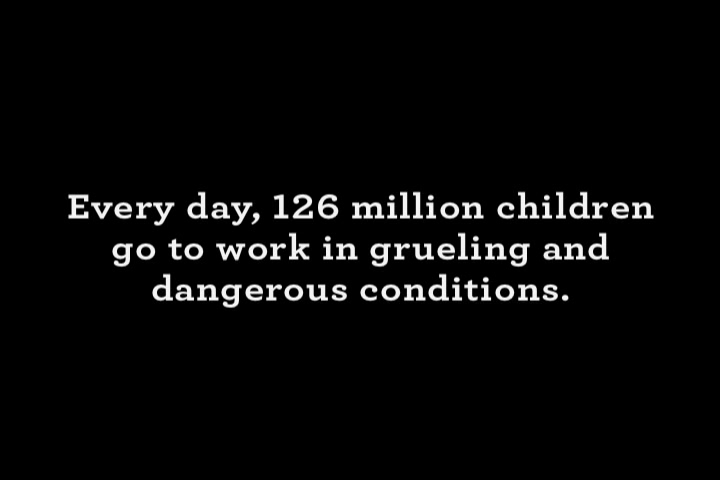 Every day, 126 million children
go to work in grueling and
dangerous conditions.